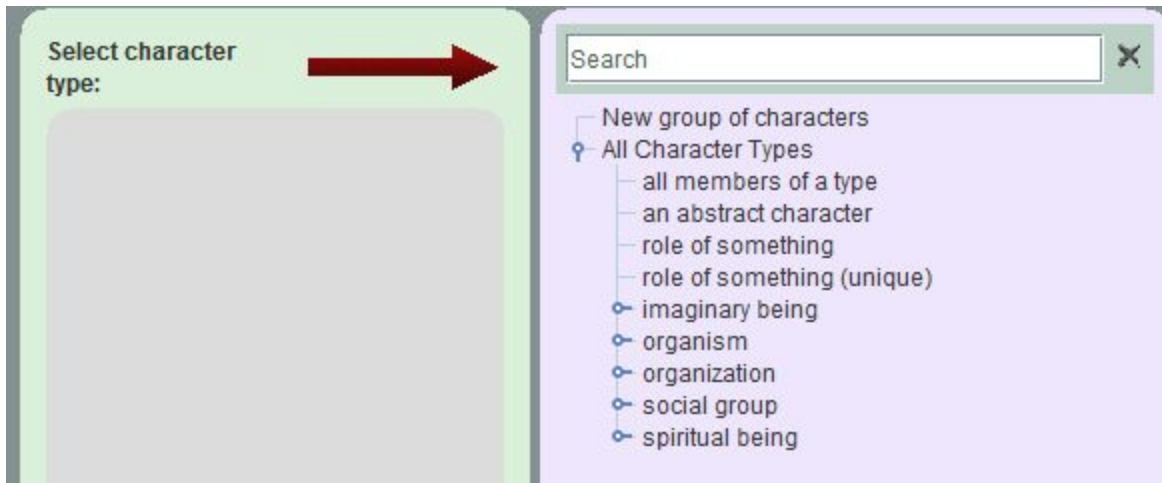 Select character
type:
Search
New group of characters
All Character Types
all members of a type
an abstract character
role of something
role of something (unique)
imaginary being
organism
organization
social group
spiritual being